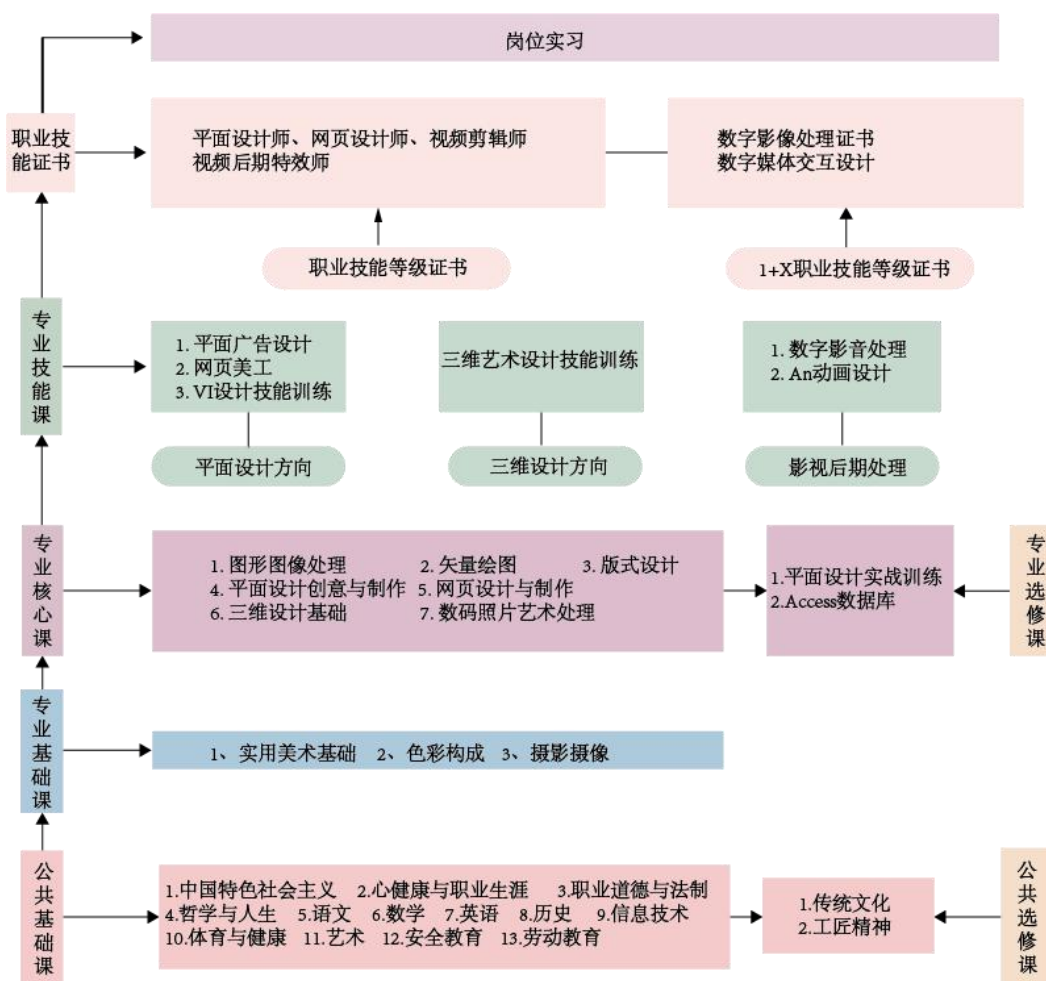 岗位实习
职业技
能证书
平面设计师、网页设计师、视频剪辑师
视频后期特效师
数字影像处理证书
数字媒体交互设计
职业技能等级证书
1+X职业技能等级证书
专业技能课
1. 平面广告设计
2. 网页美工
3. VI设计技能训练
三维艺术设计技能训练
1. 数字影音处理
2. An动画设计
平面设计方向
三维设计方向
影视后期处理
专业核心课
1. 图形图像处理 2. 矢量绘图 3. 版式设计
4. 平面设计创意与制作 5. 网页设计与制作
6. 三维设计基础 7. 数码照片艺术处理
1.平面设计实战训练
2.Access数据库
专业选修课
专业基础课
1、实用美术基础 2、色彩构成 3、摄影摄像
公共基础课
1.中国特色社会主义 2.心健康与职业生涯 3.职业道德与法制
4.哲学与人生 5.语文 6.数学 7.英语 8.历史 9.信息技术
10.体育与健康 11.艺术 12.安全教育 13.劳动教育
1.传统文化
2.工匠精神
公共选修课